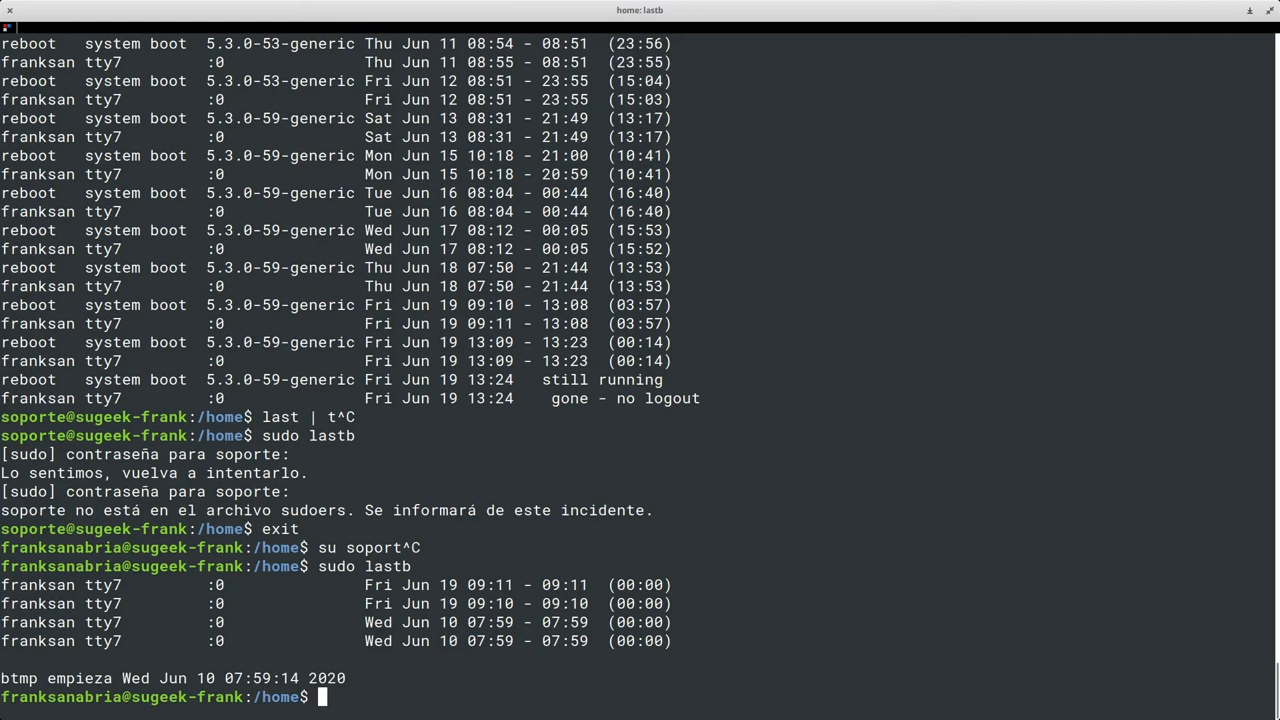 home: lastb
reboot   system boot  5.3.0-53-generic Thu Jun 11 08:54 - 08:51  (23:56)
franksan tty7         :0               Thu Jun 11 08:55 - 08:51  (23:55)
reboot   system boot  5.3.0-53-generic Fri Jun 12 08:51 - 23:55  (15:04)
franksan tty7         :0               Fri Jun 12 08:51 - 23:55  (15:03)
reboot   system boot  5.3.0-59-generic Sat Jun 13 08:31 - 21:49  (13:17)
franksan tty7         :0               Sat Jun 13 08:31 - 21:49  (13:17)
reboot   system boot  5.3.0-59-generic Mon Jun 15 10:18 - 21:00  (10:41)
franksan tty7         :0               Mon Jun 15 10:18 - 20:59  (10:41)
reboot   system boot  5.3.0-59-generic Tue Jun 16 08:04 - 00:44  (16:40)
franksan tty7         :0               Tue Jun 16 08:04 - 00:44  (16:40)
reboot   system boot  5.3.0-59-generic Wed Jun 17 08:12 - 00:05  (15:53)
franksan tty7         :0               Wed Jun 17 08:12 - 00:05  (15:52)
reboot   system boot  5.3.0-59-generic Thu Jun 18 07:50 - 21:44  (13:53)
franksan tty7         :0               Thu Jun 18 07:50 - 21:44  (13:53)
reboot   system boot  5.3.0-59-generic Fri Jun 19 09:10 - 13:08  (03:57)
franksan tty7         :0               Fri Jun 19 09:11 - 13:08  (03:57)
reboot   system boot  5.3.0-59-generic Fri Jun 19 13:09 - 13:23  (00:14)
franksan tty7         :0               Fri Jun 19 13:09 - 13:23  (00:14)
reboot   system boot  5.3.0-59-generic Fri Jun 19 13:24   still running
franksan tty7         :0               Fri Jun 19 13:24    gone - no logout
soporte@sugeek-frank:/home$ last | t^C
soporte@sugeek-frank:/home$ sudo lastb
[sudo] contraseña para soporte:
Lo sentimos, vuelva a intentarlo.
[sudo] contraseña para soporte:
soporte no está en el archivo sudoers. Se informará de este incidente.
soporte@sugeek-frank:/home$ exit
franksanabria@sugeek-frank:/home$ su soport^C
franksanabria@sugeek-frank:/home$ sudo lastb
franksan tty7         :0               Fri Jun 19 09:11 - 09:11  (00:00)
franksan tty7         :0               Fri Jun 19 09:10 - 09:10  (00:00)
franksan tty7         :0               Wed Jun 10 07:59 - 07:59  (00:00)
franksan tty7         :0               Wed Jun 10 07:59 - 07:59  (00:00)
btmp empieza Wed Jun 10 07:59:14 2020
franksanabria@sugeek-frank:/home$